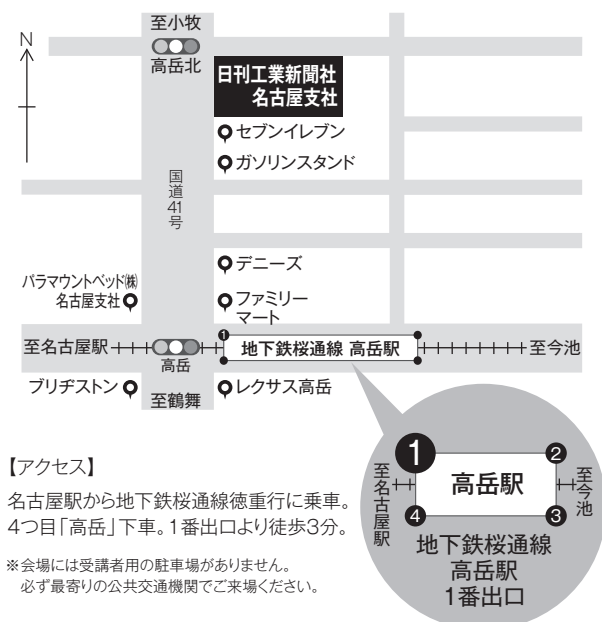 至小牧
N
高岳北
日刊工業新聞社
名古屋支社
セブンイレブン
ガソリンスタンド
国道41号
デニーズ
パラマウントベッド㈱
名古屋支社
ファミリー
マート
至名古屋駅
1
地下鉄桜通線 高岳駅
至今池
高岳
ブリヂストン
至鶴舞
レクサス高岳
【アクセス】
名古屋駅から地下鉄桜通線徳重行に乗車。
4つ目「高岳」下車。1番出口より徒歩3分。
※会場には受講者用の駐車場がありません。
必ず最寄りの公共交通機関でご来場ください。
1
2
至名古屋駅
高岳駅
至今池
4
3
地下鉄桜通線
高岳駅
1番出口